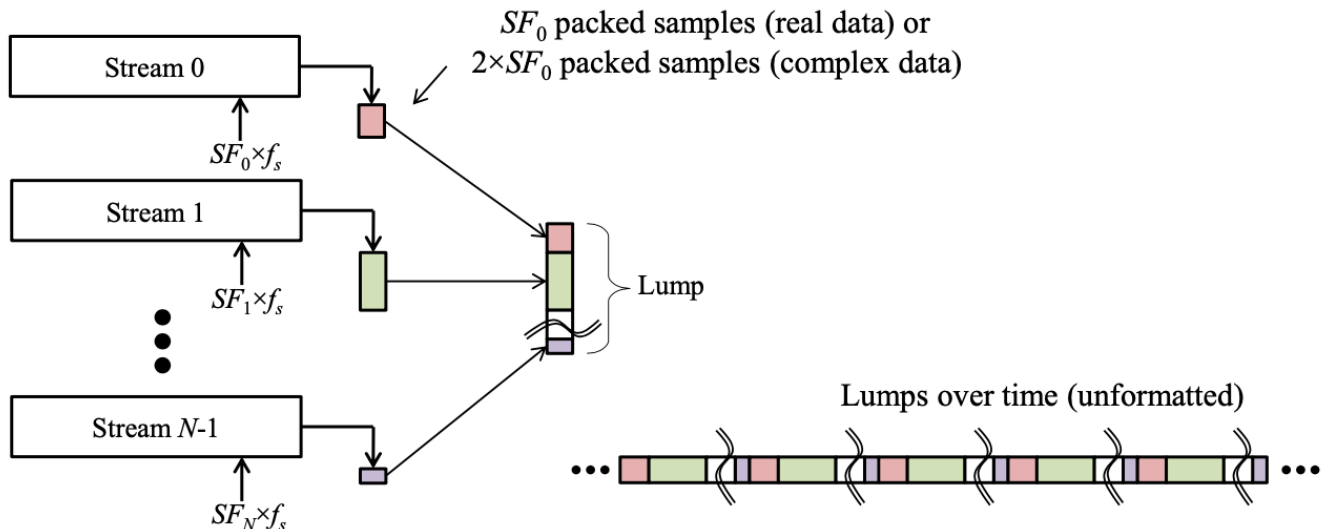 SF₀ packed samples (real data) or
2×SF₀ packed samples (complex data)
Stream 0
SF₀×fₛ
Stream 1
SF₁×fₛ
Lump
Stream N-1
SF_N×fₛ
Lumps over time (unformatted)